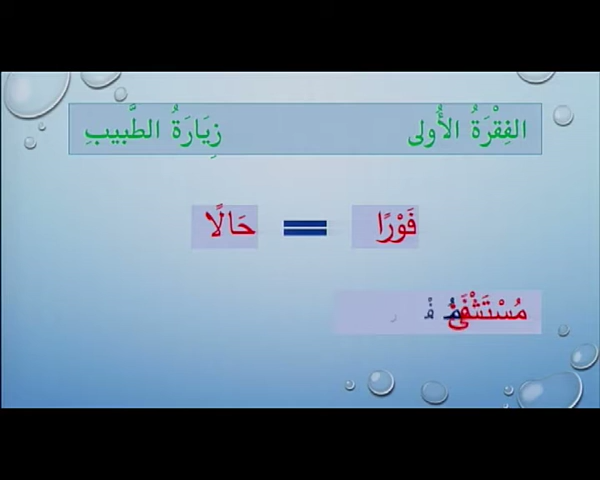 الفِقْرَةُ الأُولى زِيَارَةُ الطَّبيبِ
فَوْرًا = حَالًا
مُسْتَشْفَى